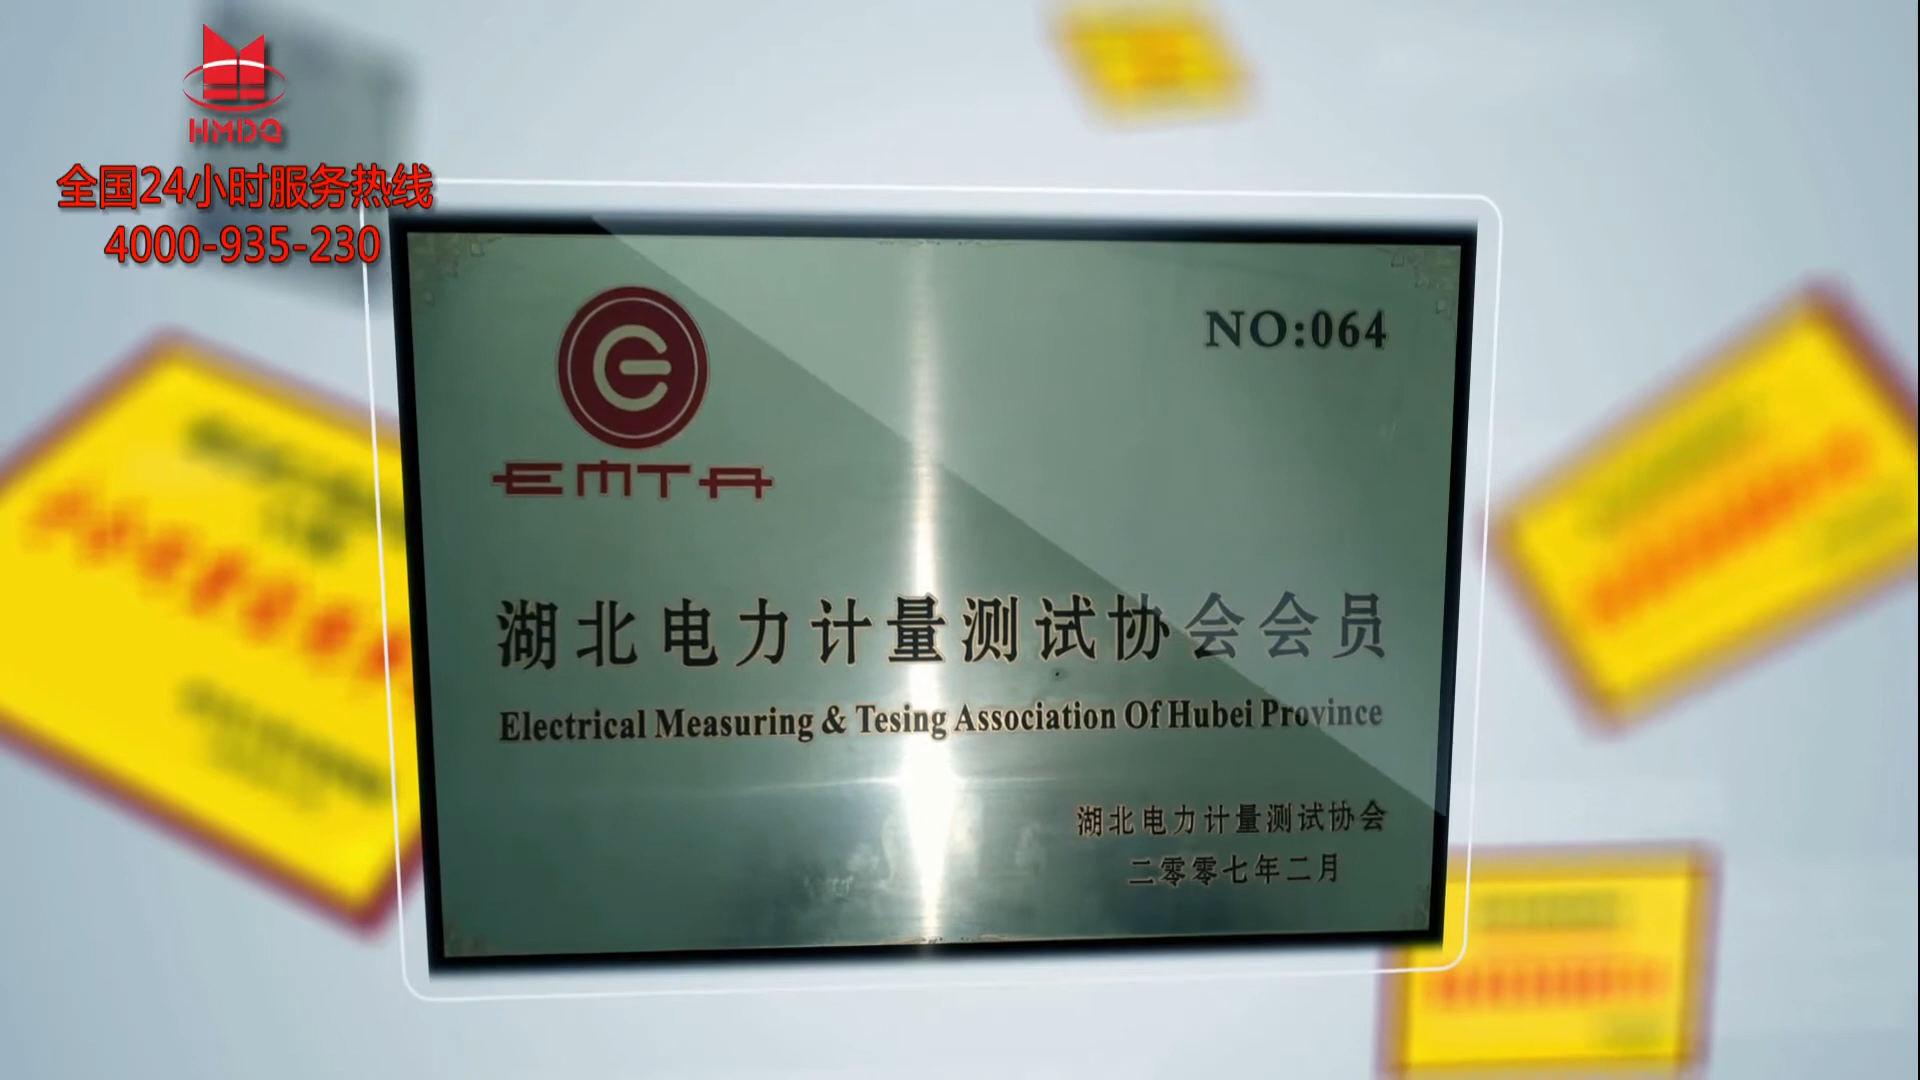 HMDQ
全国24小时服务热线
4000-935-230
NO:064
EMTA
湖北电力计量测试协会会员
Electrical Measuring & Tesing Association Of Hubei Province
湖北电力计量测试协会
二零零七年二月